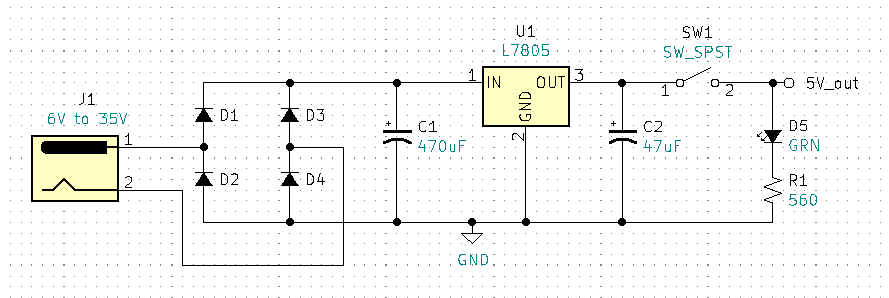 U1
L7805
SW1
SW_SPST
1 IN OUT 3
GND
2
1 2
5V_out
J1
6V to 35V
1
2
D1
D3
D2
D4
+
C1
470uF
+
C2
47uF
D5
GRN
R1
560
GND